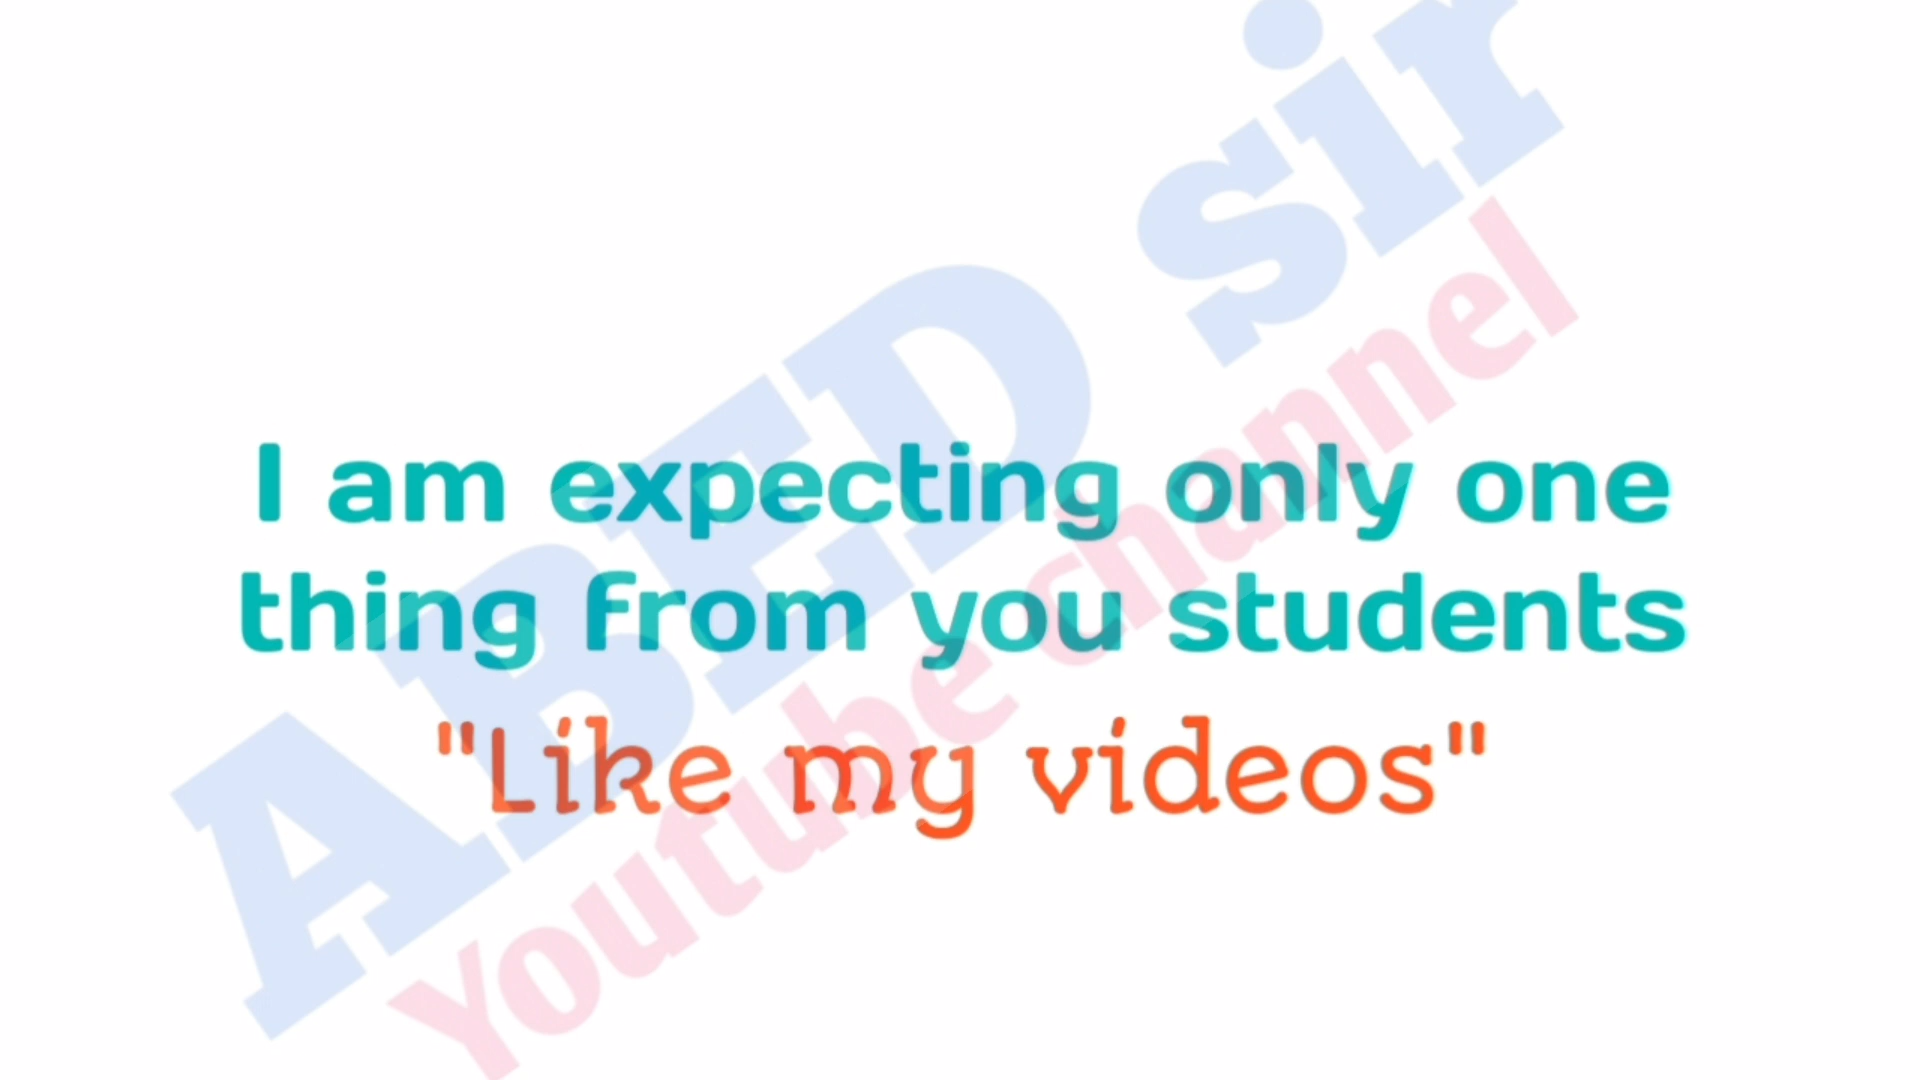 I am expecting only one
thing from you students
"Like my videos"
ABED sir
Youtube channel